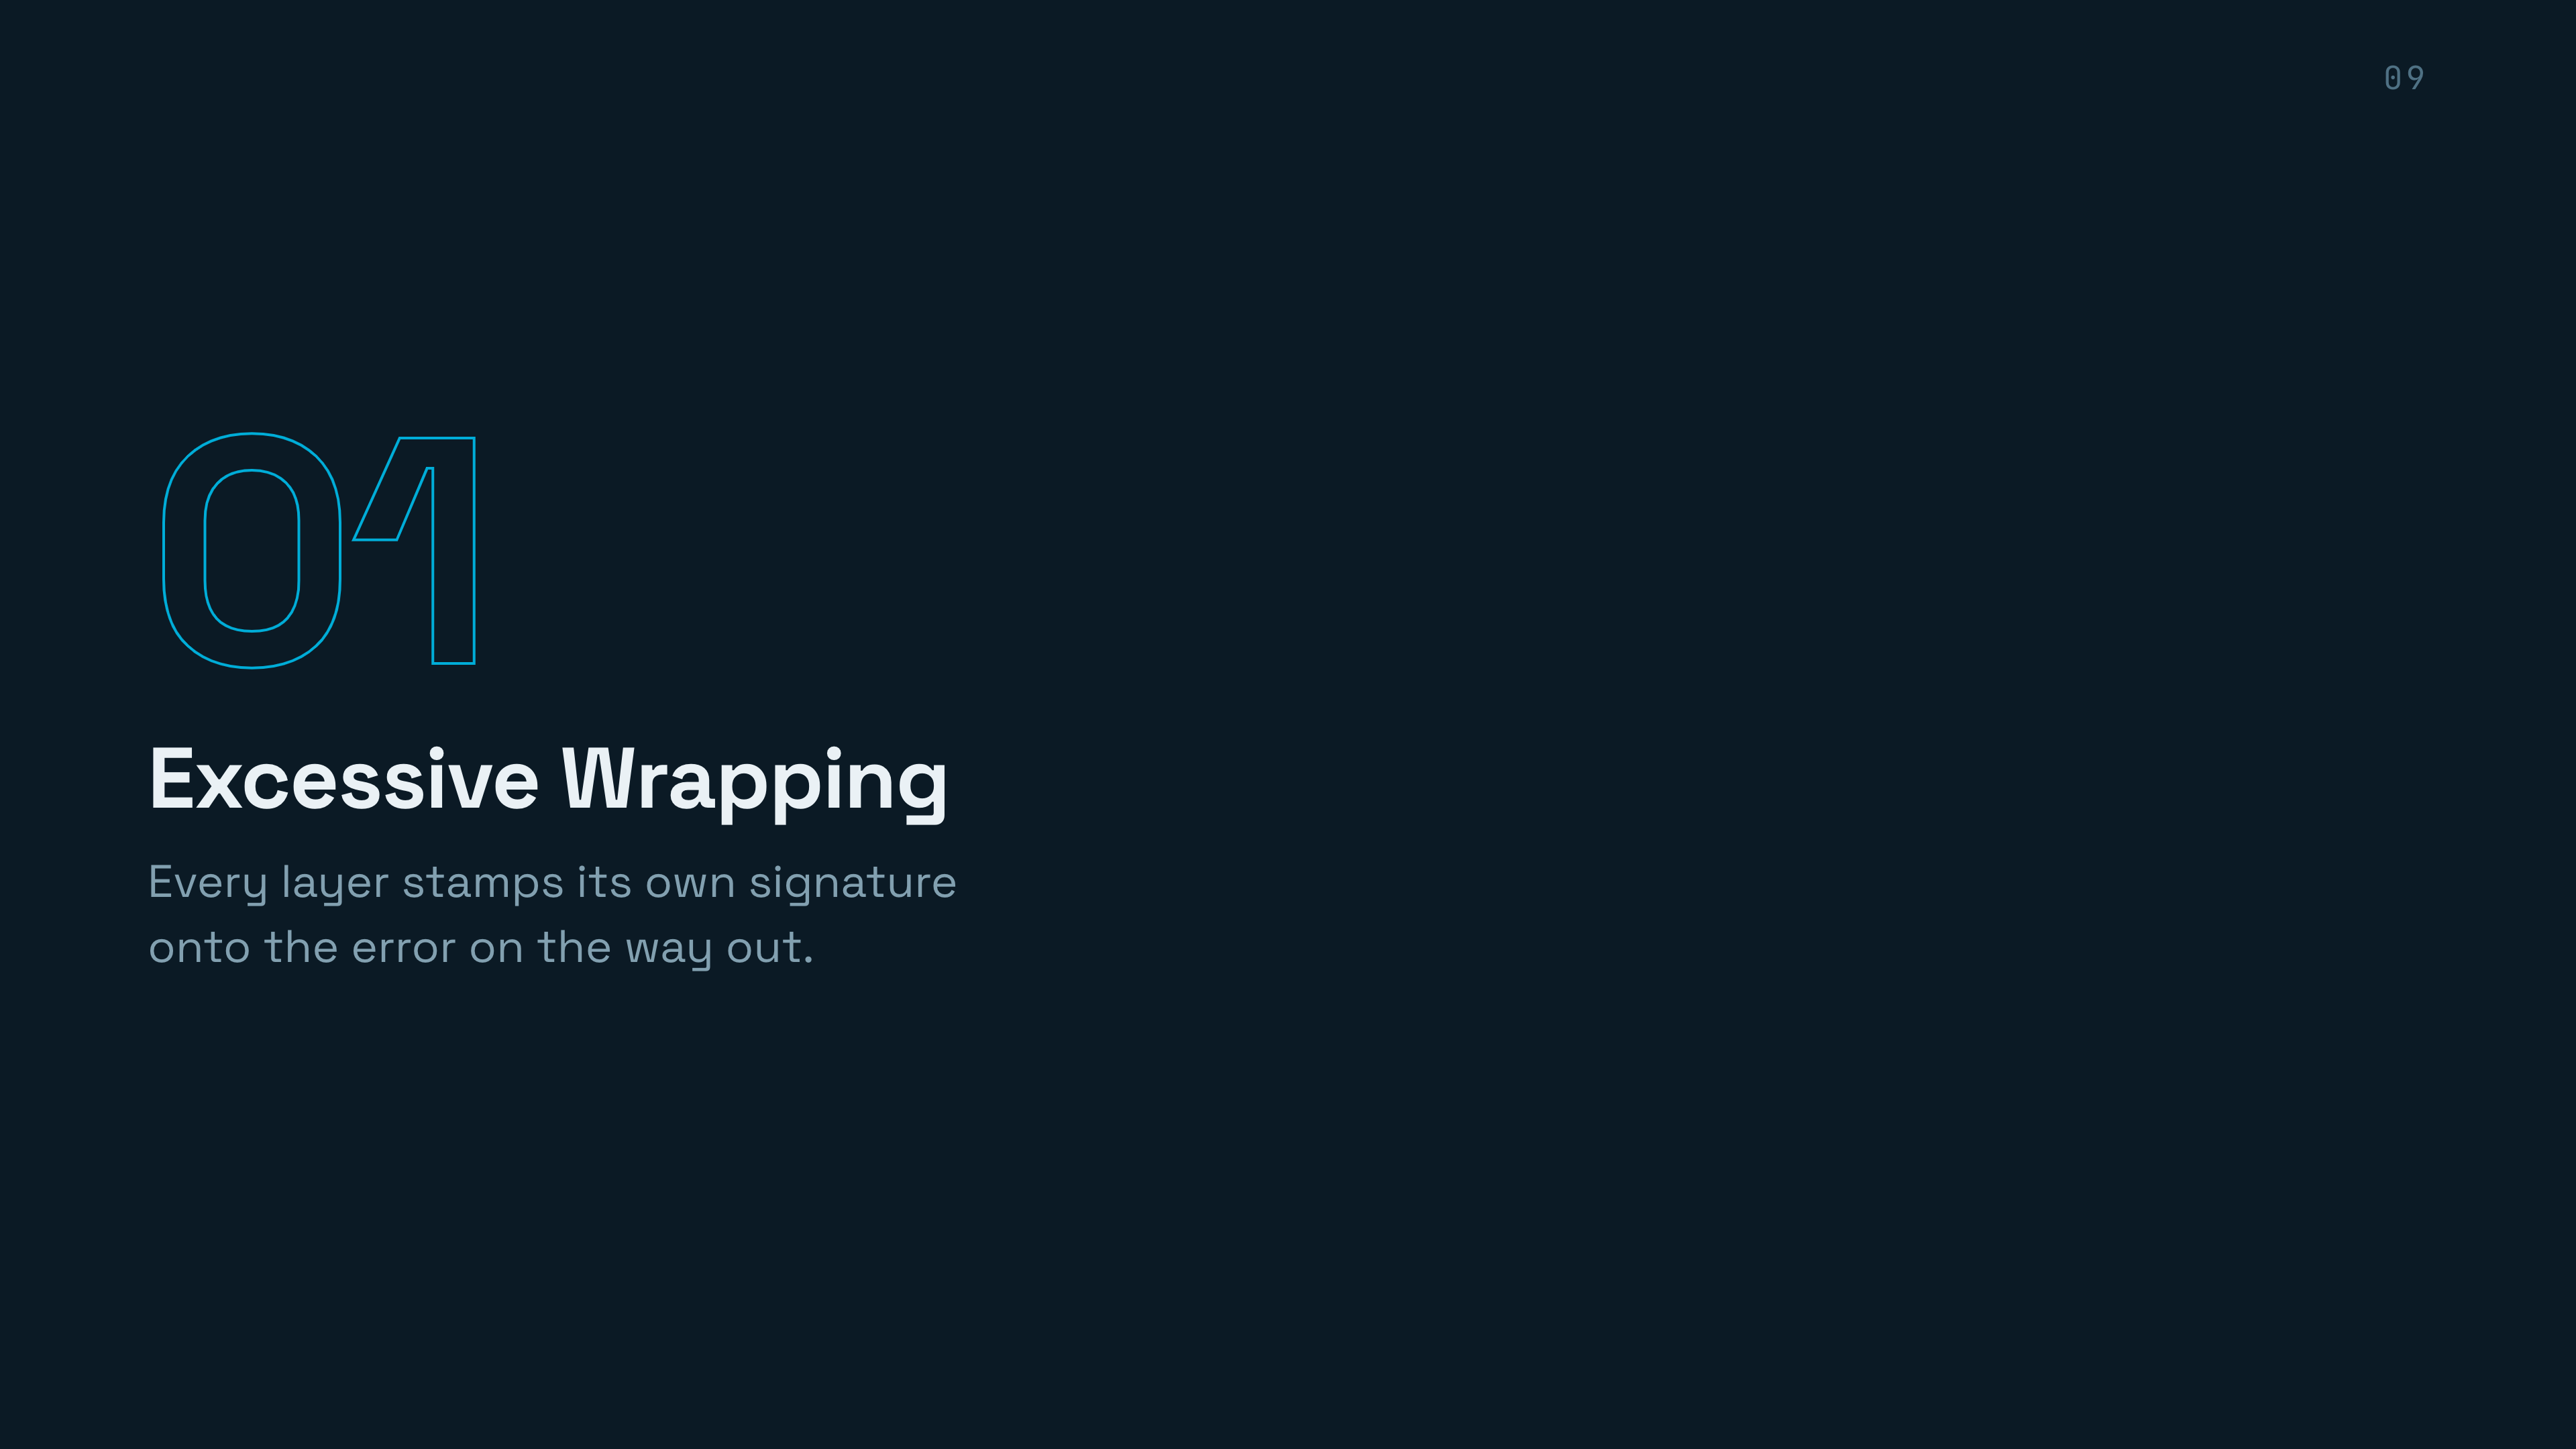 09
01
Excessive Wrapping
Every layer stamps its own signature
onto the error on the way out.